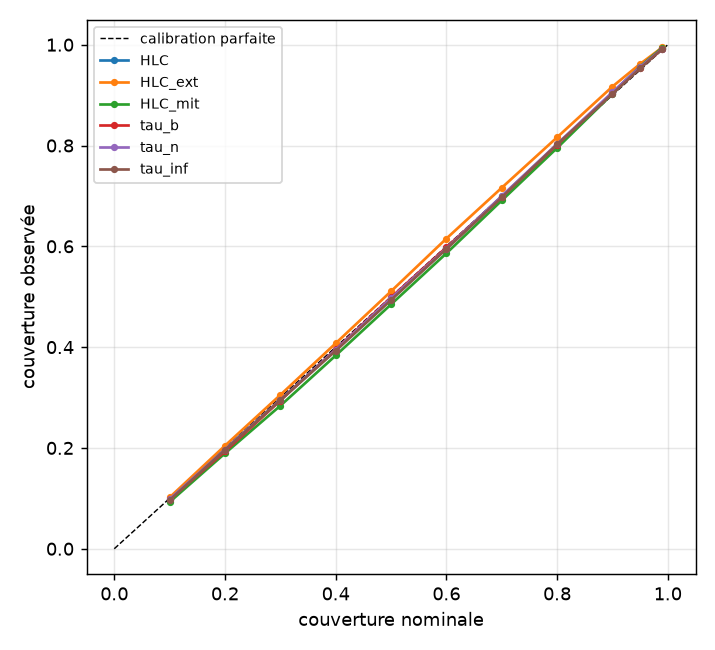 calibration parfaite
HLC
HLC_ext
HLC_mit
tau_b
tau_n
tau_inf
couverture observée
1.0
0.8
0.6
0.4
0.2
0.0
0.0 0.2 0.4 0.6 0.8 1.0
couverture nominale